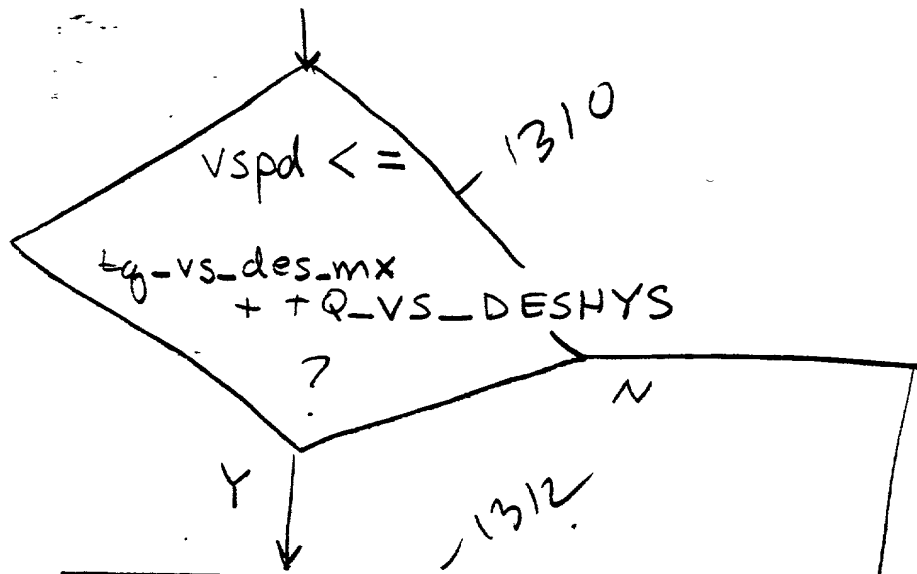 1310
vspd < =
tq_vs_des_mx
+ TQ_VS_DESHYS
?
N
Y
1312